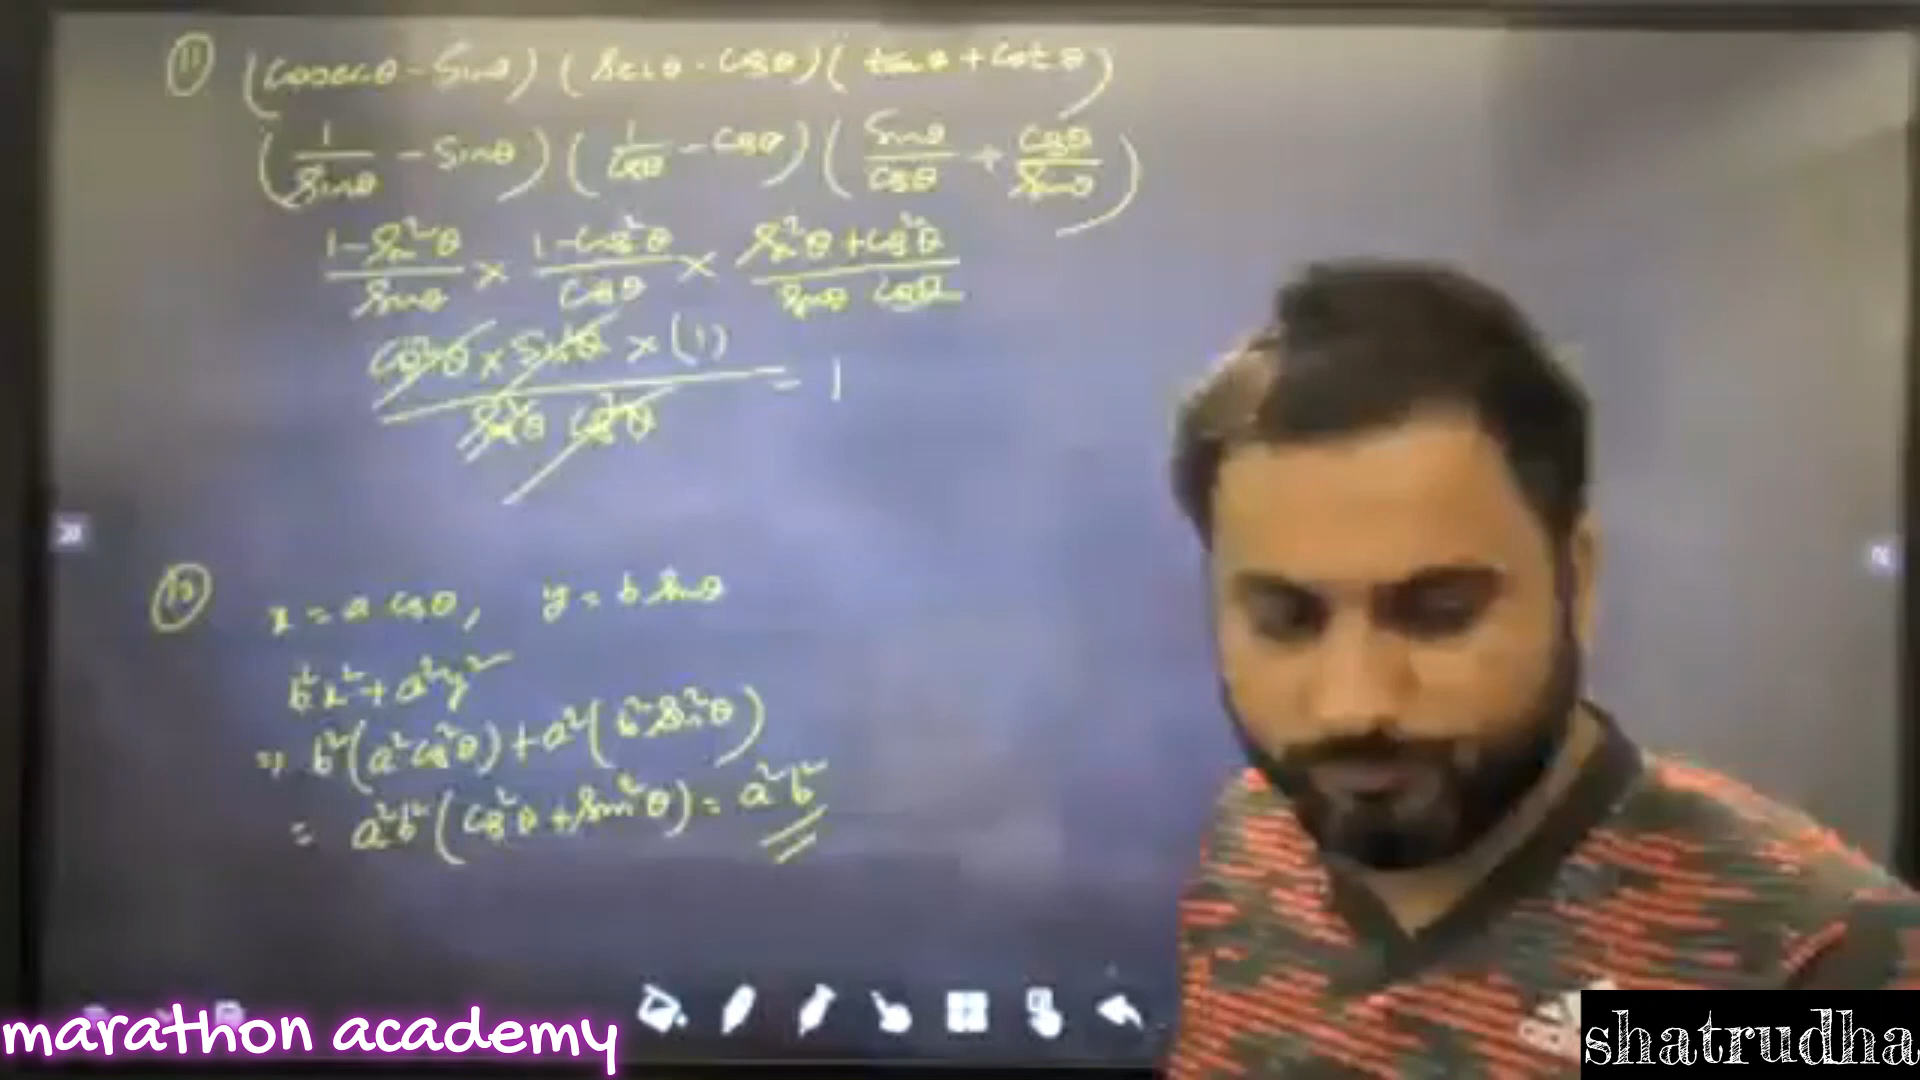 (11) (cosecθ - Sinθ) (secθ - cosθ) (tanθ + cotθ)
(1/Sinθ - Sinθ) (1/cosθ - cosθ) (Sinθ/cosθ + cosθ/Sinθ)
1-Sin²θ/Sinθ × 1-cos²θ/cosθ × Sin²θ+cos²θ/Sinθ cosθ
cos²θ × Sin²θ × (1)/Sin²θ cos²θ = 1
x = a cosθ, y = b sinθ
b²x² + a²y²
⇒ b²(a²cos²θ) + a²(b²sin²θ)
= a²b²(cos²θ + sin²θ) = a²b²
marathon academy
shatrudha